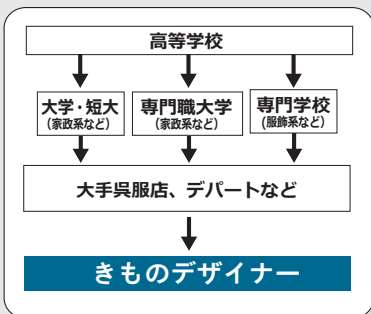 高等学校
大学・短大
(家政系など)
専門職大学
(家政系など)
専門学校
(服飾系など)
大手呉服店、デパートなど
きものデザイナー